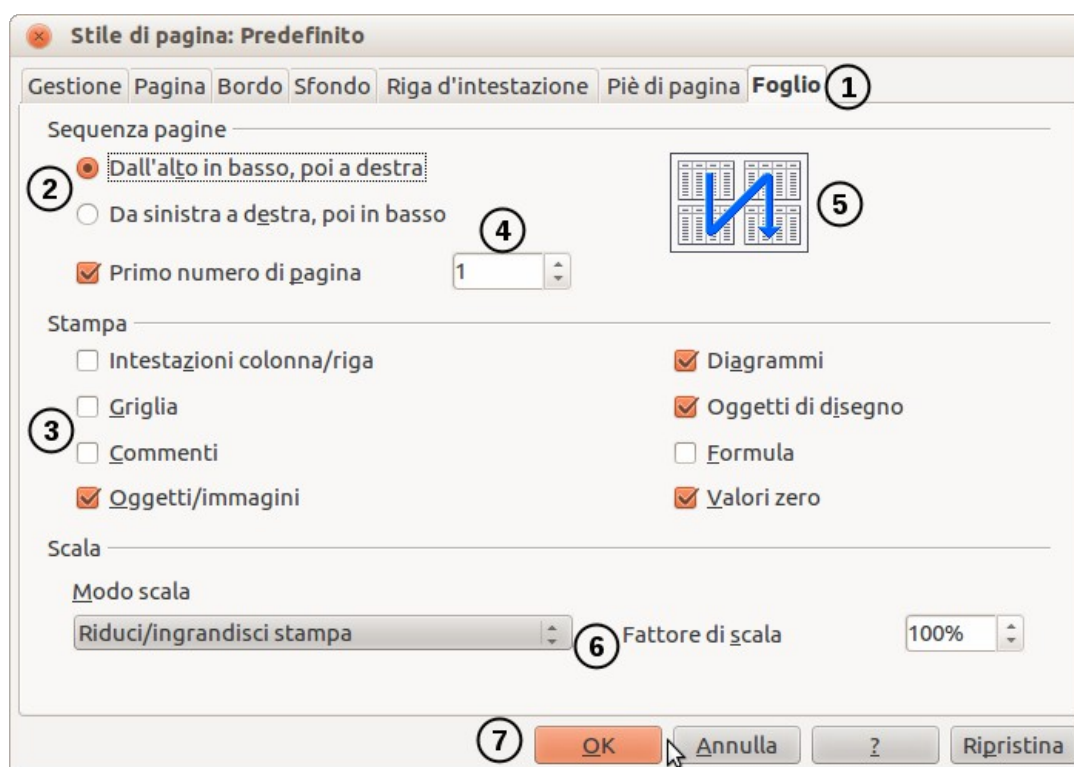 Stile di pagina: Predefinito
Gestione Pagina Bordo Sfondo Riga d'intestazione Piè di pagina Foglio 1
Sequenza pagine
2 Dall'alto in basso, poi a destra
5
Da sinistra a destra, poi in basso
4
Primo numero di pagina 1
Stampa
Intestazioni colonna/riga Diagrammi
Griglia Oggetti di disegno
3
Commenti Formula
Oggetti/immagini Valori zero
Scala
Modo scala
Riduci/ingrandisci stampa 6 Fattore di scala 100%
7 OK Annulla ? Ripristina